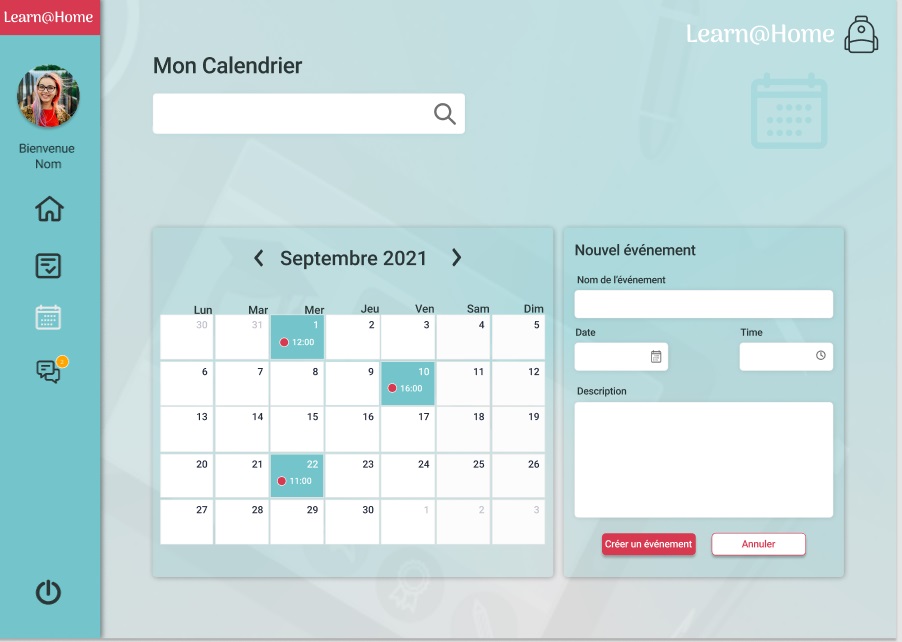 Learn@Home
Learn@Home
Bienvenue
Nom
Mon Calendrier
Septembre 2021
Lun Mar Mer Jeu Ven Sam Dim
30 31 1 2 3 4 5
12:00
6 7 8 9 10 11 12
16:00
13 14 15 16 17 18 19
20 21 22 23 24 25 26
11:00
27 28 29 30 1 2 3
Nouvel événement
Nom de l'événement
Date Time
Description
Créer un événement Annuler